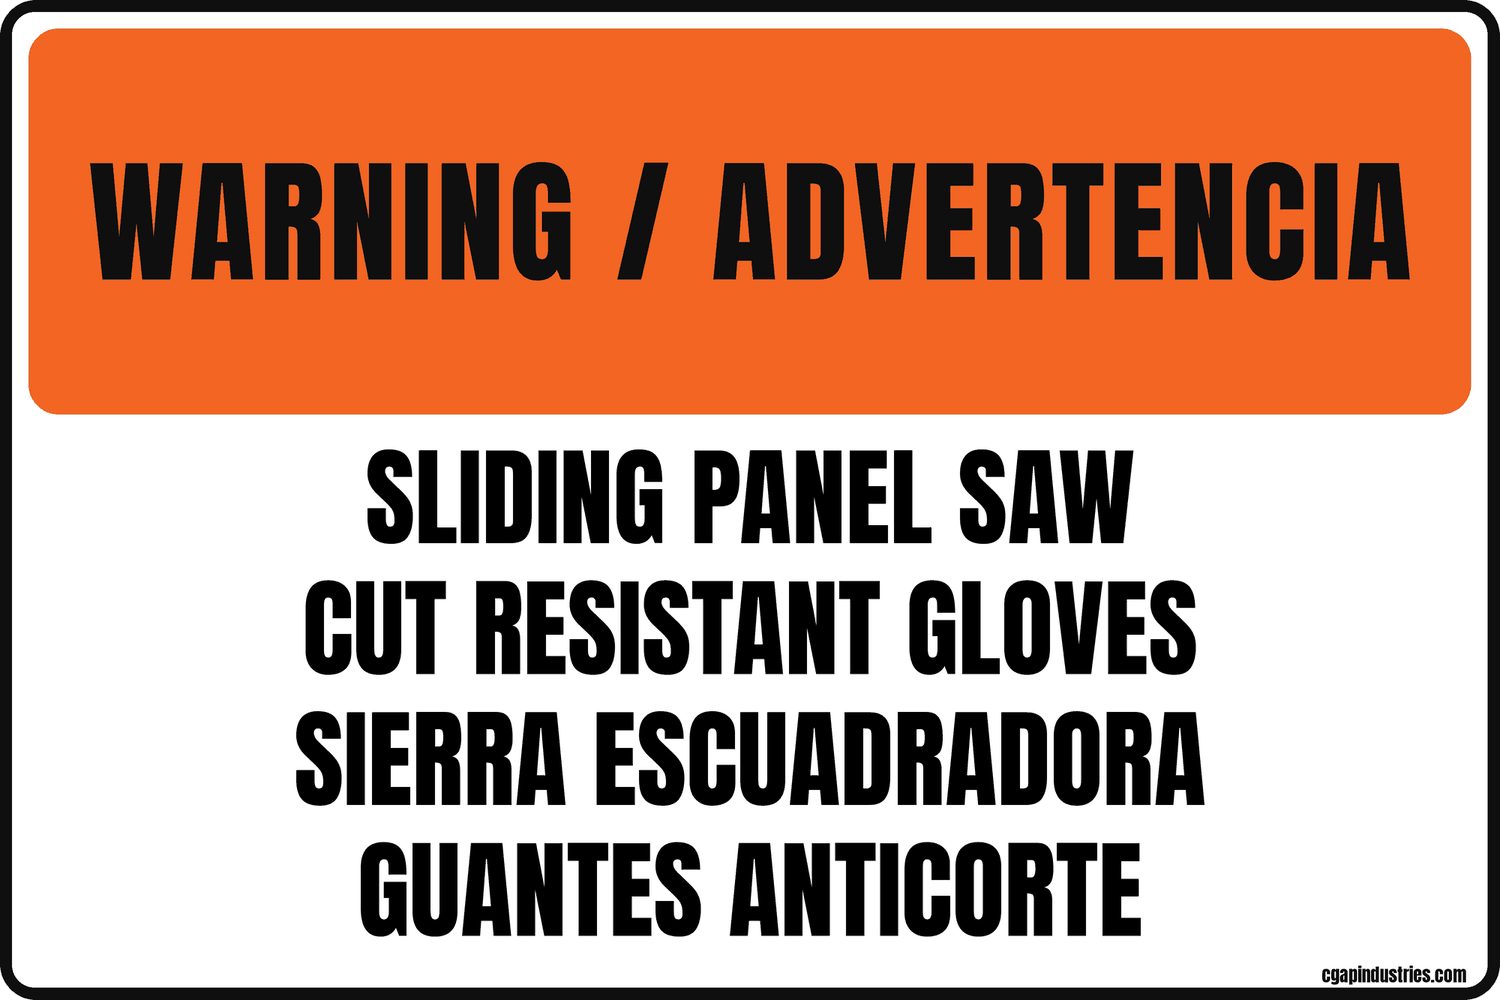 WARNING / ADVERTENCIA
SLIDING PANEL SAW
CUT RESISTANT GLOVES
SIERRA ESCUADRADORA
GUANTES ANTICORTE
cgapindustries.com